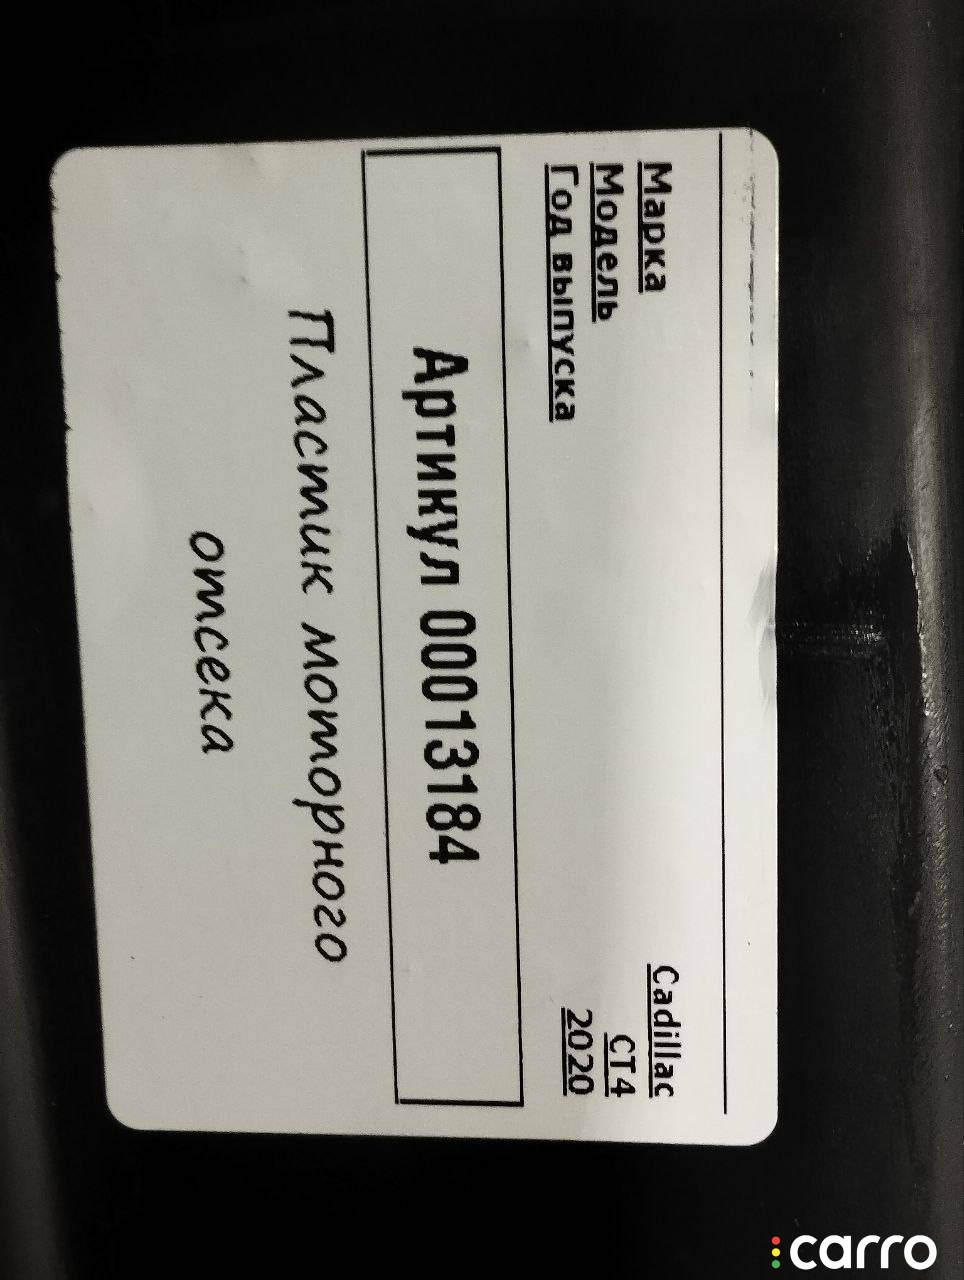 Марка Cadillac
Модель CT4
Год выпуска 2020
Артикул 00013184
Пластик моторного
отсека
carro